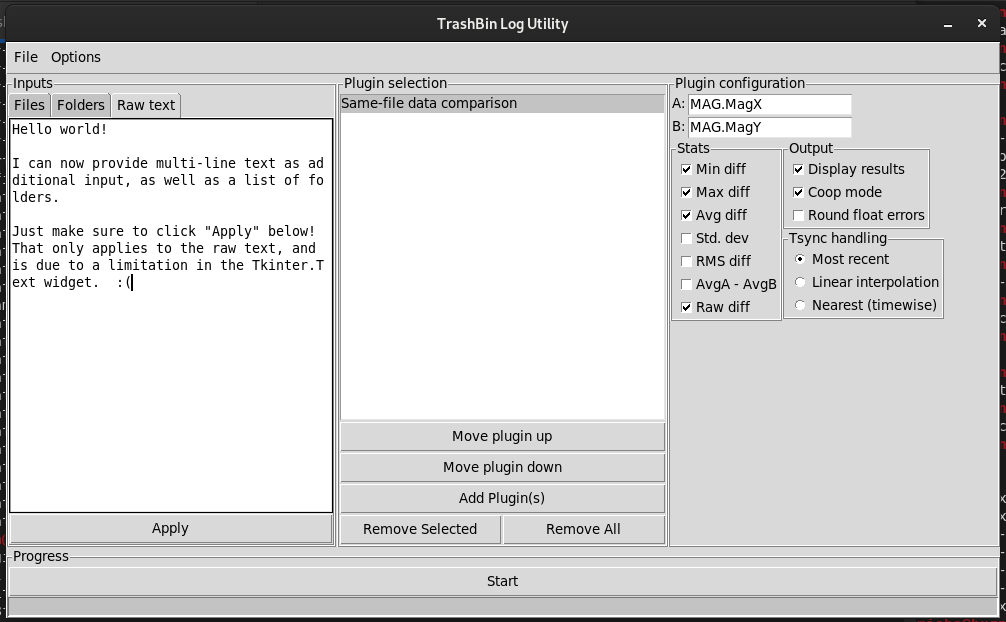 TrashBin Log Utility
File Options
Inputs
Files Folders Raw text
Hello world!
I can now provide multi-line text as ad
ditional input, as well as a list of fo
lders.
Just make sure to click "Apply" below!
That only applies to the raw text, and
is due to a limitation in the Tkinter.T
ext widget.  :(
Apply
Plugin selection
Same-file data comparison
Move plugin up
Move plugin down
Add Plugin(s)
Remove Selected Remove All
Plugin configuration
A: MAG.MagX
B: MAG.MagY
Stats
Min diff
Max diff
Avg diff
Std. dev
RMS diff
AvgA - AvgB
Raw diff
Output
Display results
Coop mode
Round float errors
Tsync handling
Most recent
Linear interpolation
Nearest (timewise)
Progress
Start